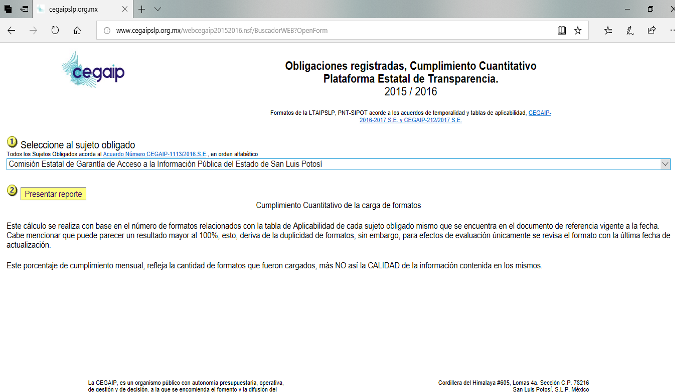 cegaipslp.org.mx
www.cegaipslp.org.mx/webcegaip20152016.nsf/BuscadorWEB?OpenForm
cegaip
Obligaciones registradas, Cumplimiento Cuantitativo
Plataforma Estatal de Transparencia.
2015 / 2016
Formatos de la LTAIPSLP, PNT-SIPOT acorde a los acuerdos de temporalidad y tablas de aplicabilidad, CEGAIP-
2016-2017 S.E. y CEGAIP-212/2017 S.E.
1 Seleccione al sujeto obligado
Todos los Sujetos Obligados acorde al Acuerdo Número CEGAIP-1113/2016 S.E., en orden alfabético
Comisión Estatal de Garantía de Acceso a la Información Pública del Estado de San Luis Potosí
2 Presentar reporte
Cumplimiento Cuantitativo de la carga de formatos
Este cálculo se realiza con base en el número de formatos relacionados con la tabla de Aplicabilidad de cada sujeto obligado mismo que se encuentra en el documento de referencia vigente a la fecha.
Cabe mencionar que puede parecer un resultado mayor al 100%, esto, deriva de la duplicidad de formatos, sin embargo, para efectos de evaluación únicamente se revisa el formato con la última fecha de
actualización.
Este porcentaje de cumplimiento mensual, refleja la cantidad de formatos que fueron cargados, más NO así la CALIDAD de la información contenida en los mismos
La CEGAIP, es un organismo público con autonomía presupuestaria, operativa,
de gestión y de decisión, a la que se encomienda el fomento y la difusión del
Cordillera del Himalaya #605, Lomas 4a. Sección C.P. 78216
San Luis Potosí, S.L.P. México